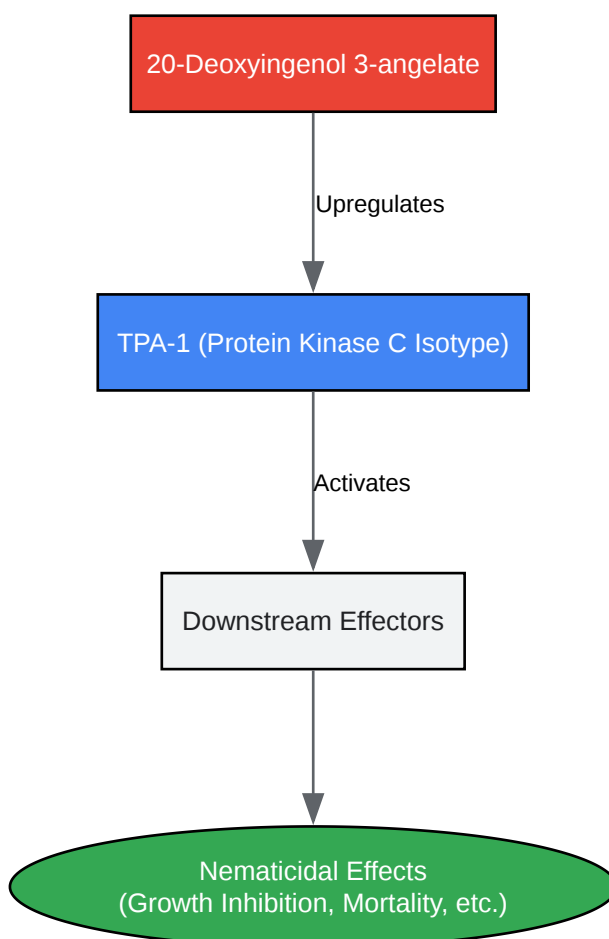 20-Deoxyingenol 3-angelate
Upregulates
TPA-1 (Protein Kinase C Isotype)
Activates
Downstream Effectors
Nematicidal Effects
(Growth Inhibition, Mortality, etc.)